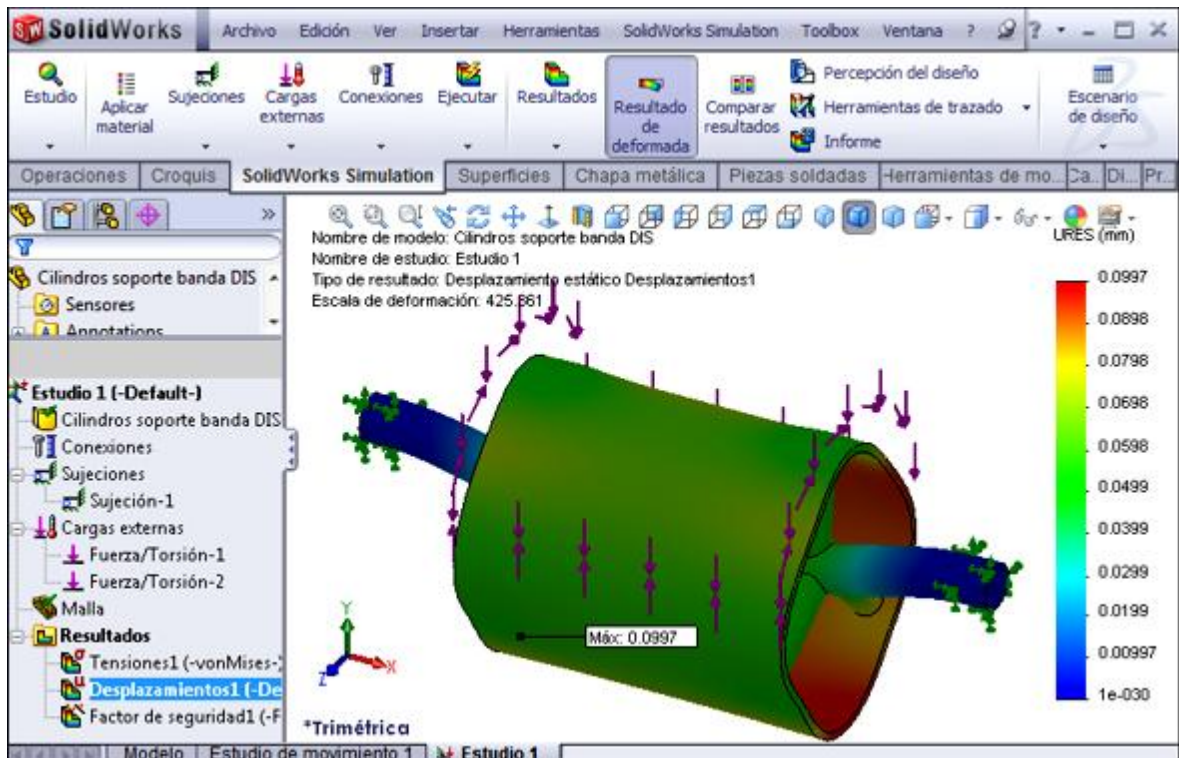 SolidWorks Archivo Edición Ver Insertar Herramientas SolidWorks Simulation Toolbox Ventana ? ?
Estudio
Aplicar material
Sujeciones
Cargas externas
Conexiones
Ejecutar
Resultados
Resultado de deformada
Comparar resultados
Percepción del diseño
Herramientas de trazado
Informe
Escenario de diseño
Operaciones Croquis SolidWorks Simulation Superficies Chapa metálica Piezas soldadas Herramientas de mo... Ca... Di... Pr...
Cilindros soporte banda DIS
Sensores
Annotations
Estudio 1 (-Default-)
Cilindros soporte banda DIS
Conexiones
Sujeciones
Sujeción-1
Cargas externas
Fuerza/Torsión-1
Fuerza/Torsión-2
Malla
Resultados
Tensiones1 (-vonMises-)
Desplazamientos1 (-De
Factor de seguridad1 (-F
Nombre de modelo: Cilindros soporte banda DIS
Nombre de estudio: Estudio 1
Tipo de resultado: Desplazamiento estático Desplazamientos1
Escala de deformación: 425.861
URES (mm)
0.0997
0.0898
0.0798
0.0698
0.0598
0.0499
0.0399
0.0299
0.0199
0.00997
1e-030
Máx: 0.0997
Y
X
Z
*Trimétrica
Modelo Estudio de movimiento 1 Estudio 1